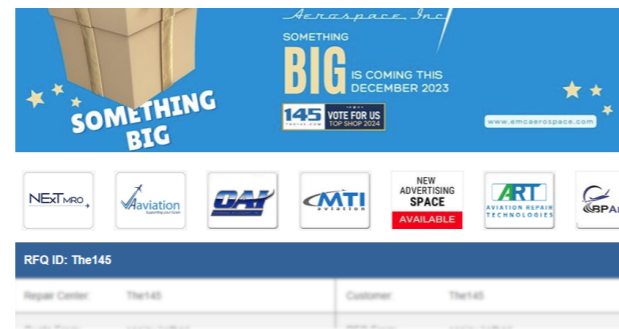 Aerospace, Inc
SOMETHING
BIG
IS COMING THIS
DECEMBER 2023
SOMETHING
BIG
145
VOTE FOR US
TOP SHOP 2024
www.emcaerospace.com
NExT MRO
Aaviation
OAI
MTI
aviation
NEW
ADVERTISING
SPACE
AVAILABLE
ART
AVIATION REPAIR
TECHNOLOGIES
RFQ ID: The145
Repair Center: The145 Customer: The145